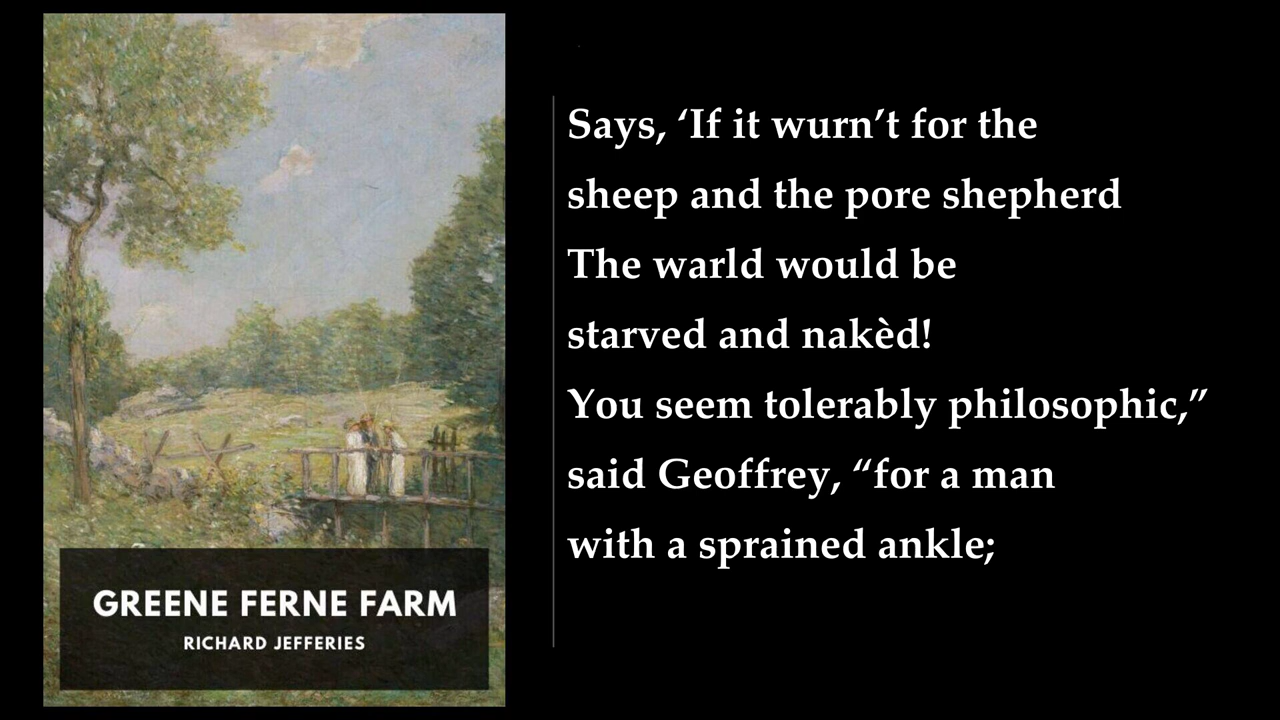 GREENE FERNE FARM
RICHARD JEFFERIES
Says, ‘If it wurn’t for the
sheep and the pore shepherd
The warld would be
starved and nakèd!
You seem tolerably philosophic,”
said Geoffrey, “for a man
with a sprained ankle;